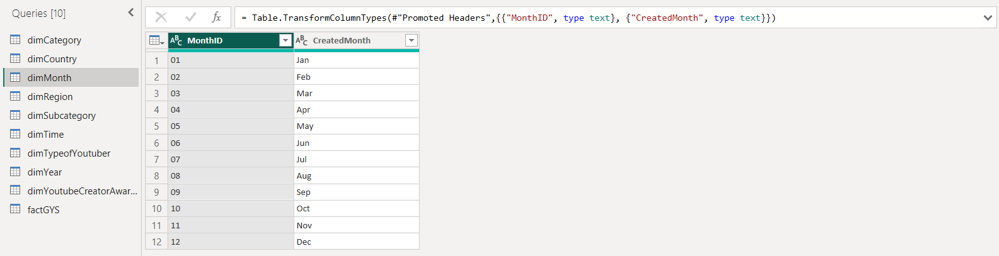 Queries [10]
dimCategory
dimCountry
dimMonth
dimRegion
dimSubcategory
dimTime
dimTypeofYoutuber
dimYear
dimYoutubeCreatorAwar...
factGYS
fx
= Table.TransformColumnTypes(#"Promoted Headers",{{"MonthID", type text}, {"CreatedMonth", type text}})
ABC MonthID ABC CreatedMonth
1 01 Jan
2 02 Feb
3 03 Mar
4 04 Apr
5 05 May
6 06 Jun
7 07 Jul
8 08 Aug
9 09 Sep
10 10 Oct
11 11 Nov
12 12 Dec